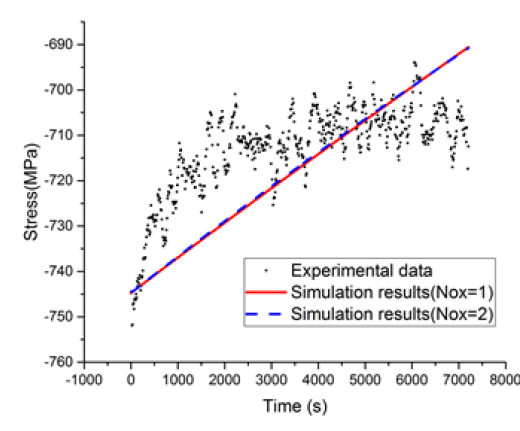 -690
-700
-710
-720
-730
-740
-750
-760
Stress(MPa)
Experimental data
Simulation results(Nox=1)
Simulation results(Nox=2)
-1000 0 1000 2000 3000 4000 5000 6000 7000 8000
Time (s)